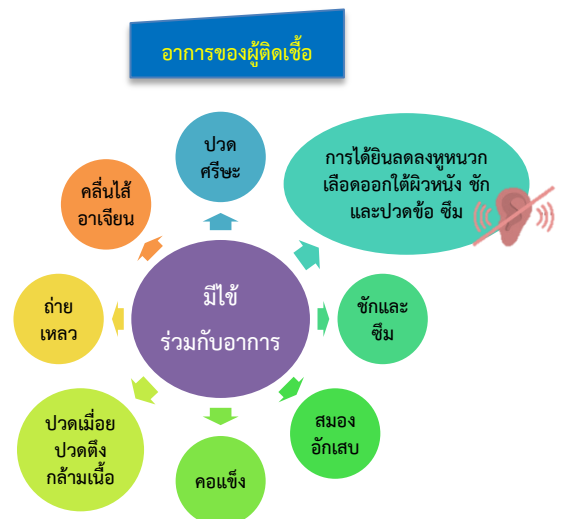 อาการของผู้ติดเชื้อ
ปวด
ศรีษะ
การได้ยินลดลงหูหนวก
เลือดออกใต้ผิวหนัง ชัก
และปวดข้อ ซึม
คลื่นไส้
อาเจียน
มีไข้
ร่วมกับอาการ
ถ่าย
เหลว
ชักและ
ซึม
ปวดเมื่อย
ปวดตึง
กล้ามเนื้อ
สมอง
อักเสบ
คอแข็ง